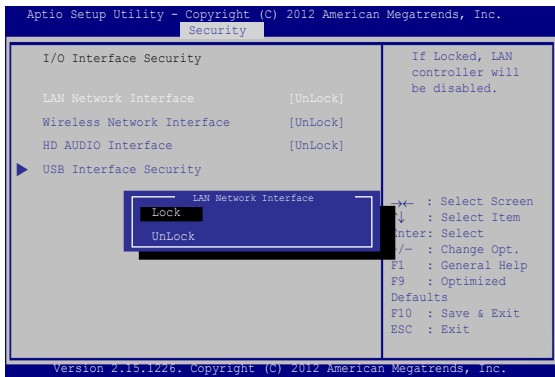 Aptio Setup Utility - Copyright (C) 2012 American Megatrends, Inc.
Security
I/O Interface Security
LAN Network Interface [UnLock]
Wireless Network Interface [UnLock]
HD AUDIO Interface [UnLock]
USB Interface Security
LAN Network Interface
Lock
UnLock
If Locked, LAN
controller will
be disabled.
→← : Select Screen
↑↓ : Select Item
Enter: Select
+/— : Change Opt.
F1 : General Help
F9 : Optimized
Defaults
F10 : Save & Exit
ESC : Exit
Version 2.15.1226. Copyright (C) 2012 American Megatrends, Inc.